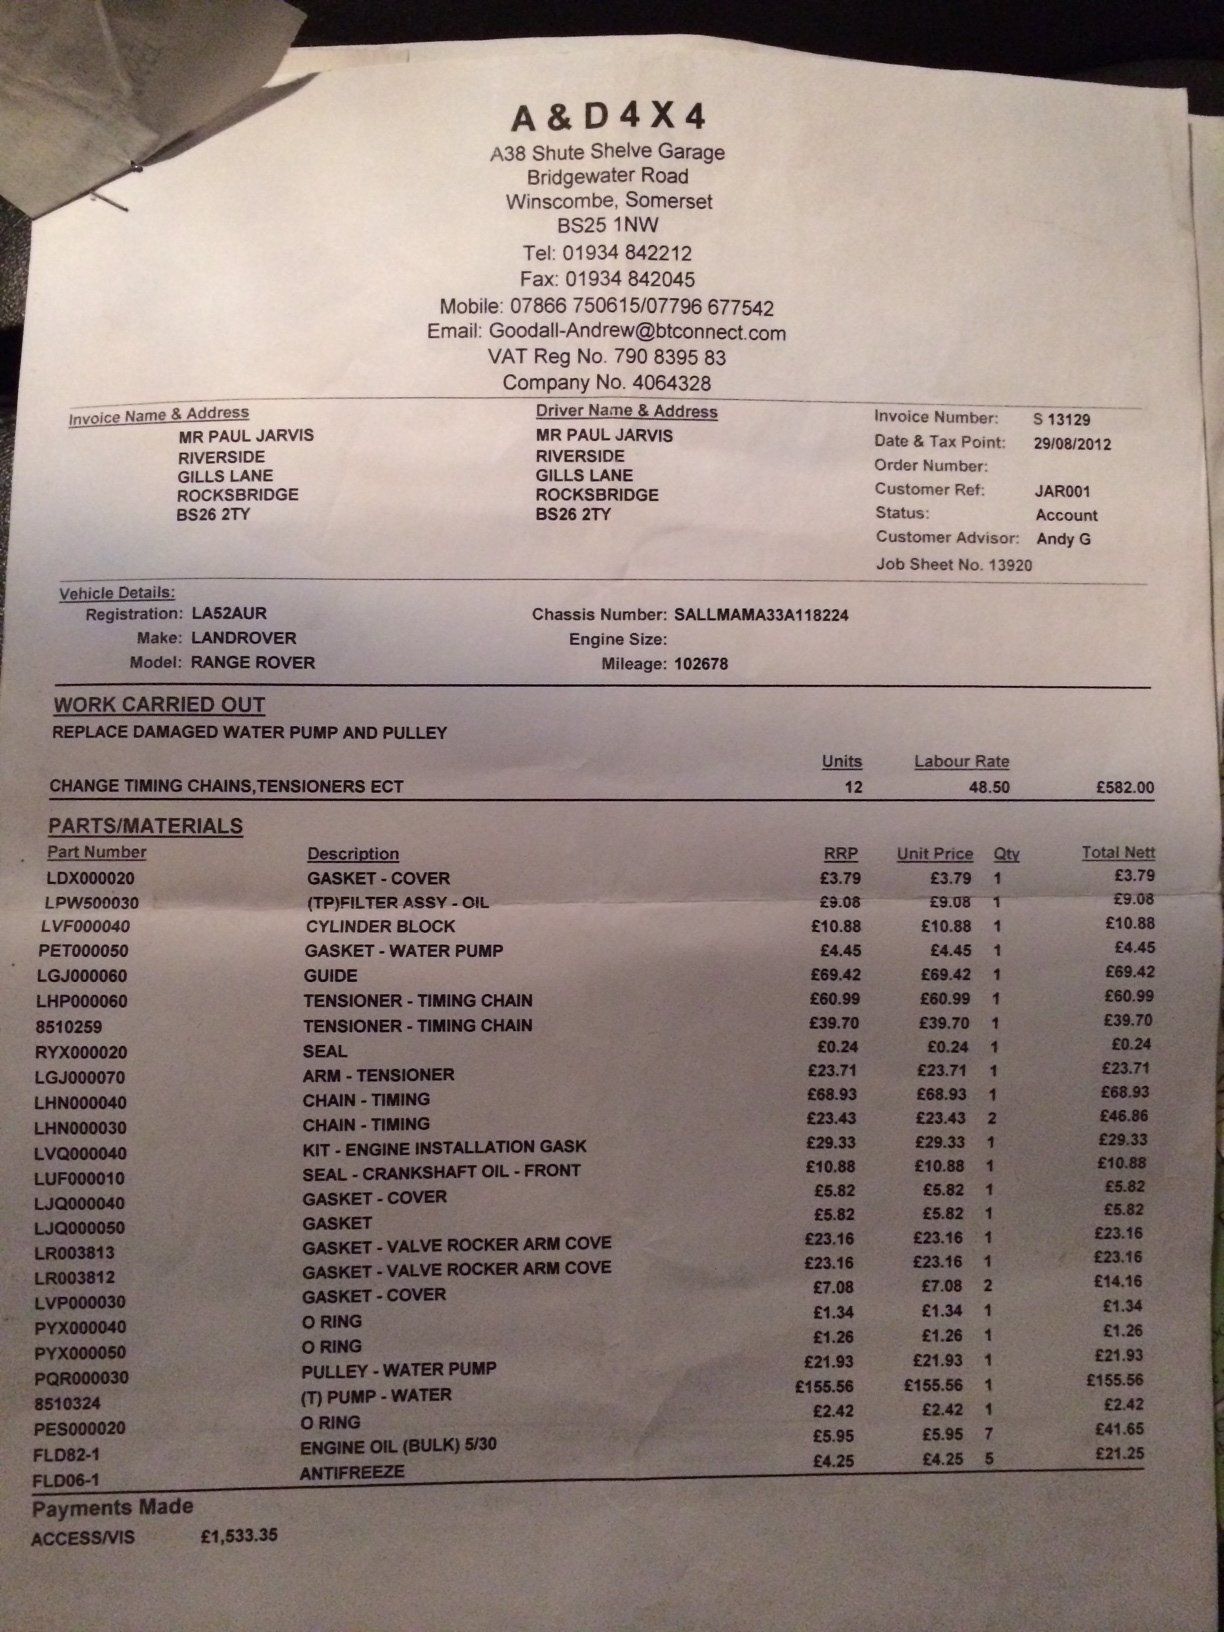 A & D 4 X 4
A38 Shute Shelve Garage
Bridgewater Road
Winscombe, Somerset
BS25 1NW
Tel: 01934 842212
Fax: 01934 842045
Mobile: 07866 750615/07796 677542
Email: Goodall-Andrew@btconnect.com
VAT Reg No. 790 8395 83
Company No. 4064328
Invoice Name & Address
MR PAUL JARVIS
RIVERSIDE
GILLS LANE
ROCKSBRIDGE
BS26 2TY
Driver Name & Address
MR PAUL JARVIS
RIVERSIDE
GILLS LANE
ROCKSBRIDGE
BS26 2TY
Invoice Number: S 13129
Date & Tax Point: 29/08/2012
Order Number:
Customer Ref: JAR001
Status: Account
Customer Advisor: Andy G
Job Sheet No. 13920
Vehicle Details:
Registration: LA52AUR Chassis Number: SALLMAMA33A118224
Make: LANDROVER Engine Size:
Model: RANGE ROVER Mileage: 102678
WORK CARRIED OUT
REPLACE DAMAGED WATER PUMP AND PULLEY
Units Labour Rate
CHANGE TIMING CHAINS,TENSIONERS ECT 12 48.50 £582.00
PARTS/MATERIALS
Part Number Description RRP Unit Price Qty Total Nett
LDX000020 GASKET - COVER £3.79 £3.79 1 £3.79
LPW500030 (TP)FILTER ASSY - OIL £9.08 £9.08 1 £9.08
LVF000040 CYLINDER BLOCK £10.88 £10.88 1 £10.88
PET000050 GASKET - WATER PUMP £4.45 £4.45 1 £4.45
LGJ000060 GUIDE £69.42 £69.42 1 £69.42
LHP000060 TENSIONER - TIMING CHAIN £60.99 £60.99 1 £60.99
8510259 TENSIONER - TIMING CHAIN £39.70 £39.70 1 £39.70
RYX000020 SEAL £0.24 £0.24 1 £0.24
LGJ000070 ARM - TENSIONER £23.71 £23.71 1 £23.71
LHN000040 CHAIN - TIMING £68.93 £68.93 1 £68.93
LHN000030 CHAIN - TIMING £23.43 £23.43 2 £46.86
LVQ000040 KIT - ENGINE INSTALLATION GASK £29.33 £29.33 1 £29.33
LUF000010 SEAL - CRANKSHAFT OIL - FRONT £10.88 £10.88 1 £10.88
LJQ000040 GASKET - COVER £5.82 £5.82 1 £5.82
LJQ000050 GASKET £5.82 £5.82 1 £5.82
LR003813 GASKET - VALVE ROCKER ARM COVE £23.16 £23.16 1 £23.16
LR003812 GASKET - VALVE ROCKER ARM COVE £23.16 £23.16 1 £23.16
LVP000030 GASKET - COVER £7.08 £7.08 2 £14.16
PYX000040 O RING £1.34 £1.34 1 £1.34
PYX000050 O RING £1.26 £1.26 1 £1.26
PQR000030 PULLEY - WATER PUMP £21.93 £21.93 1 £21.93
8510324 (T) PUMP - WATER £155.56 £155.56 1 £155.56
PES000020 O RING £2.42 £2.42 1 £2.42
FLD82-1 ENGINE OIL (BULK) 5/30 £5.95 £5.95 7 £41.65
FLD06-1 ANTIFREEZE £4.25 £4.25 5 £21.25
Payments Made
ACCESS/VIS £1,533.35